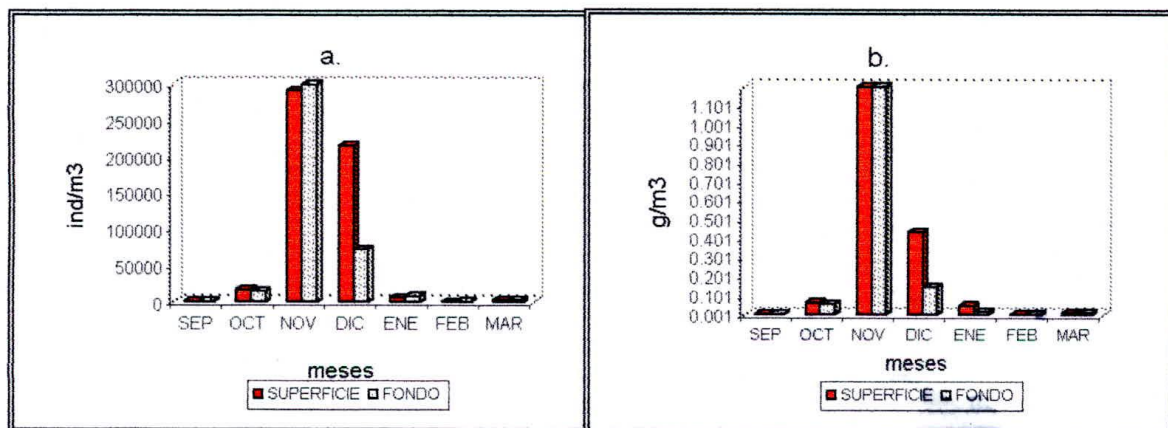 a.
300000
250000
200000
150000
100000
50000
0
ind/m3
SEP OCT NOV DIC ENE FEB MAR
meses
SUPERFICIE FONDO
b.
1.101
1.001
0.901
0.801
0.701
0.601
0.501
0.401
0.301
0.201
0.101
0.001
g/m3
SEP OCT NOV DIC ENE FEB MAR
meses
SUPERFICIE FONDO